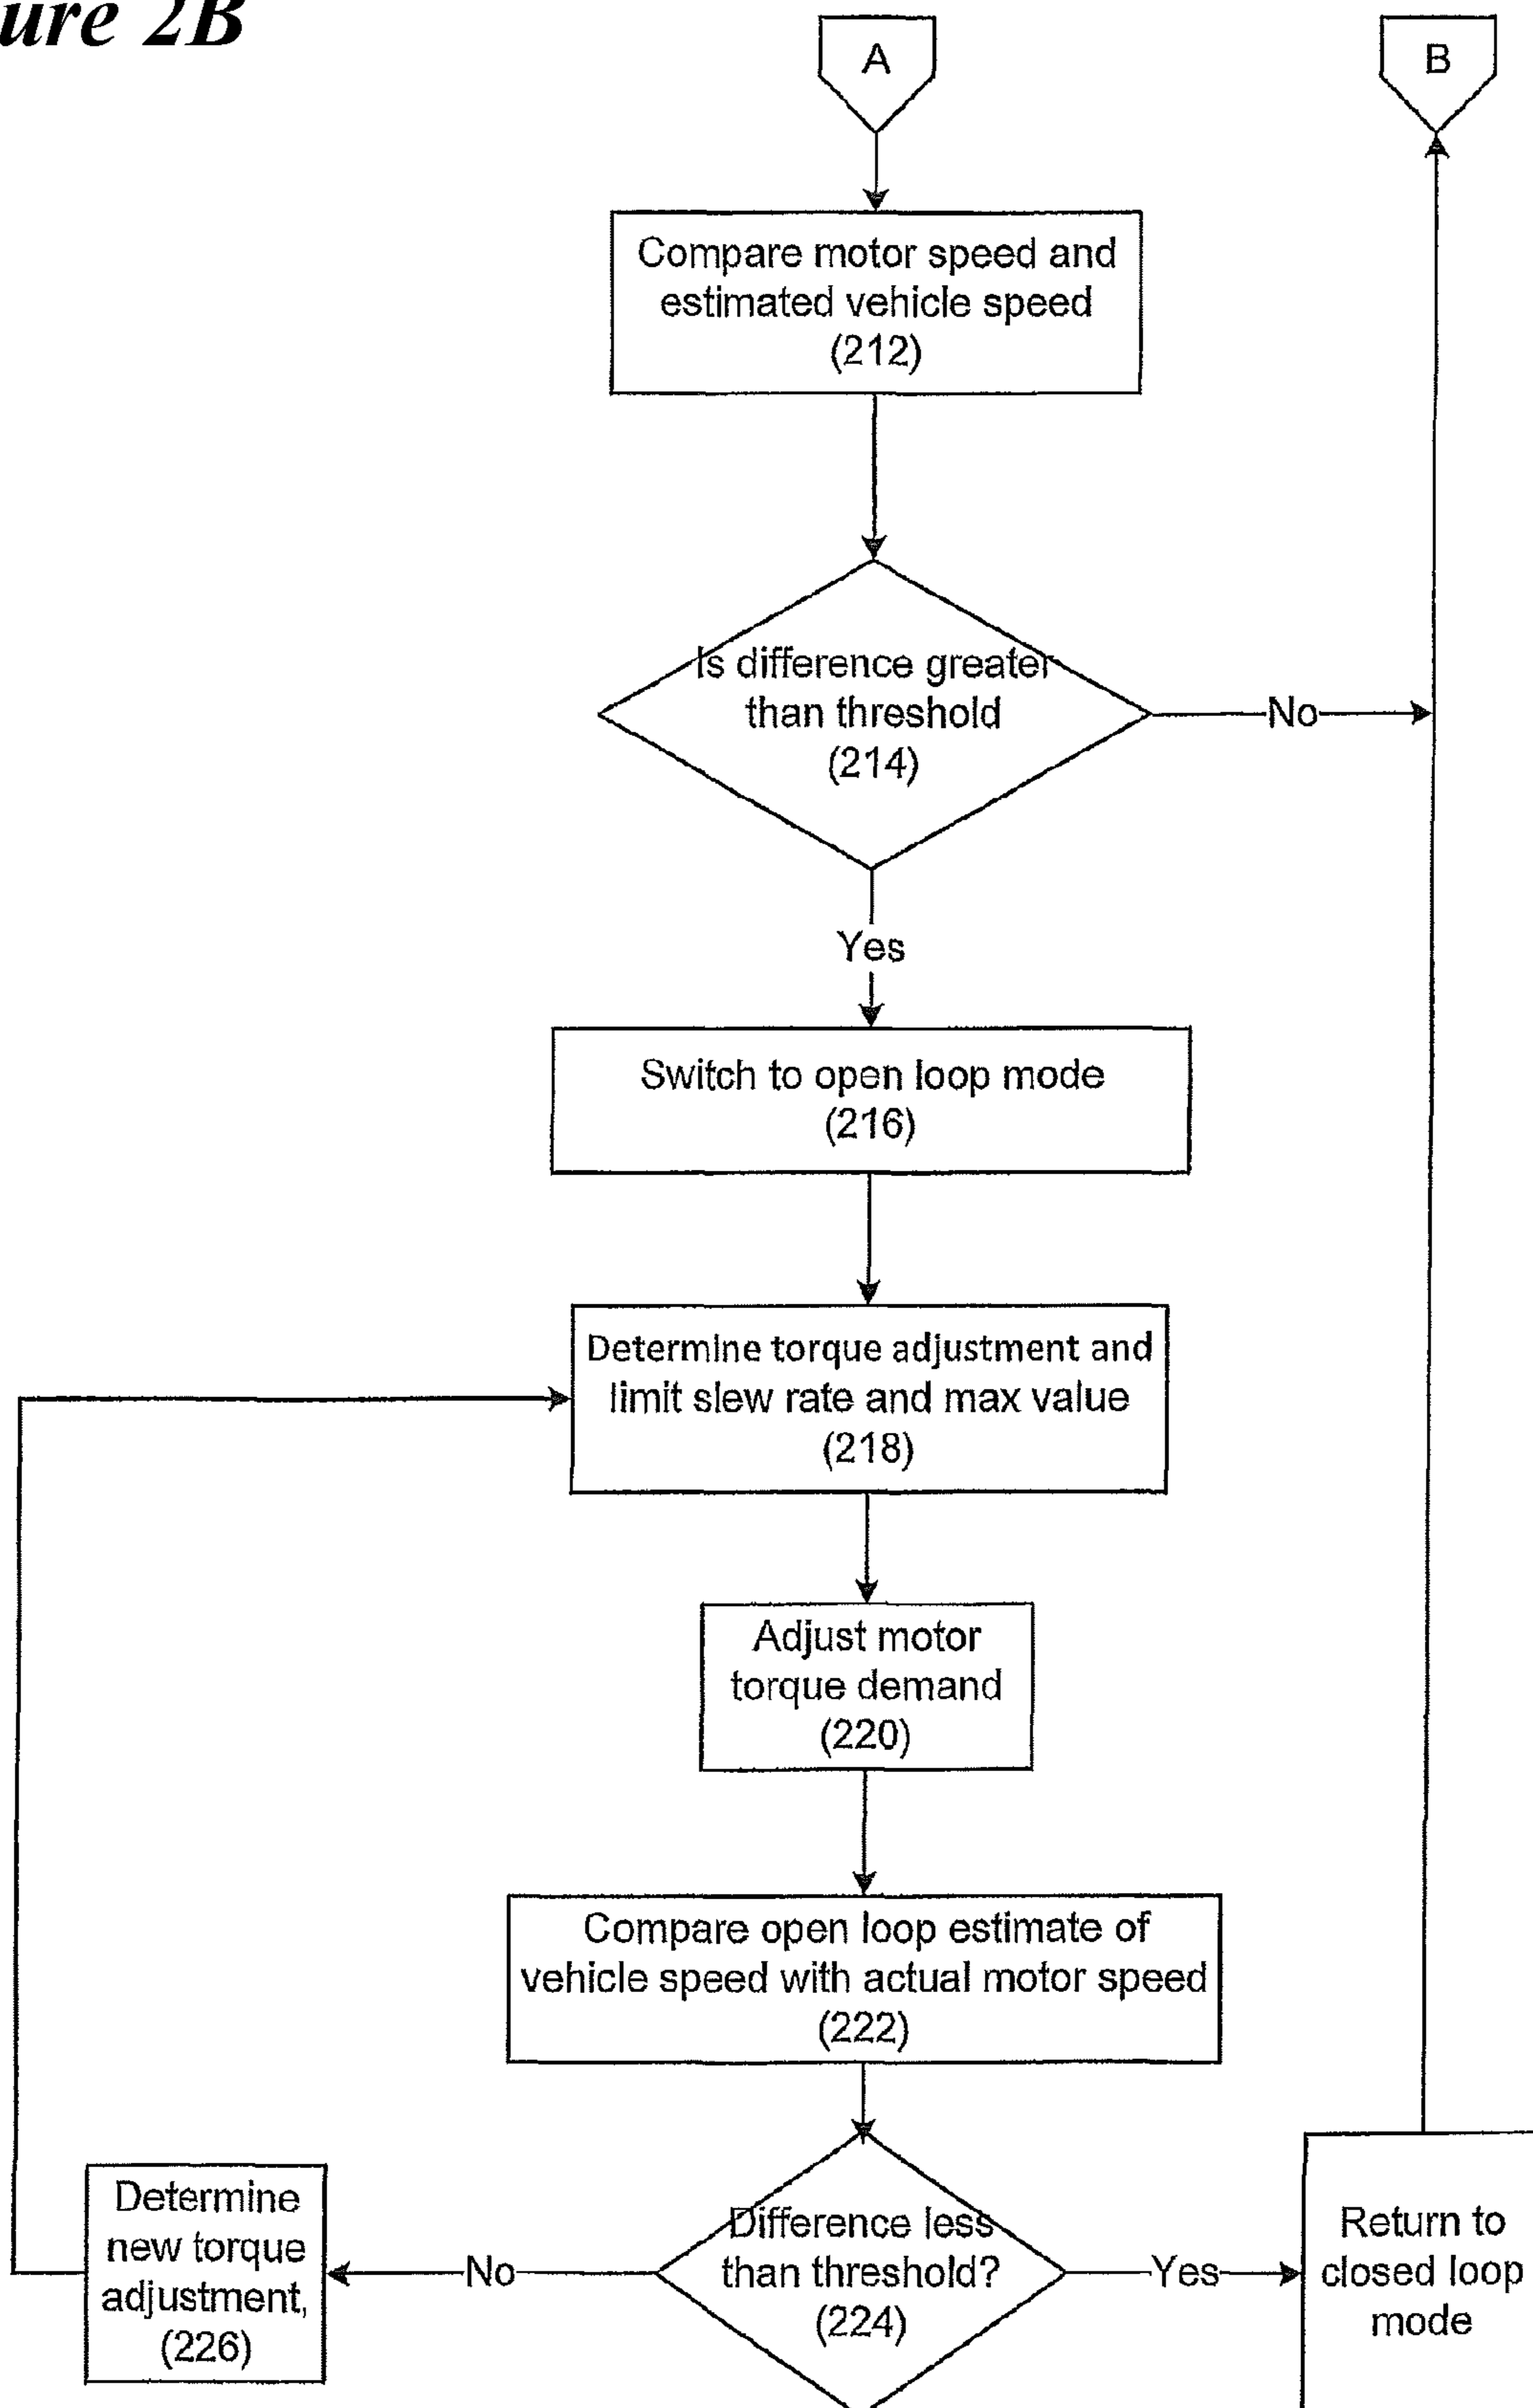 ure 2B
A
B
Compare motor speed and
estimated vehicle speed
(212)
Is difference greater
than threshold
(214)
No
Yes
Switch to open loop mode
(216)
Determine torque adjustment and
limit slew rate and max value
(218)
Adjust motor
torque demand
(220)
Compare open loop estimate of
vehicle speed with actual motor speed
(222)
Difference less
than threshold?
(224)
No
Yes
Determine
new torque
adjustment,
(226)
Return to
closed loop
mode